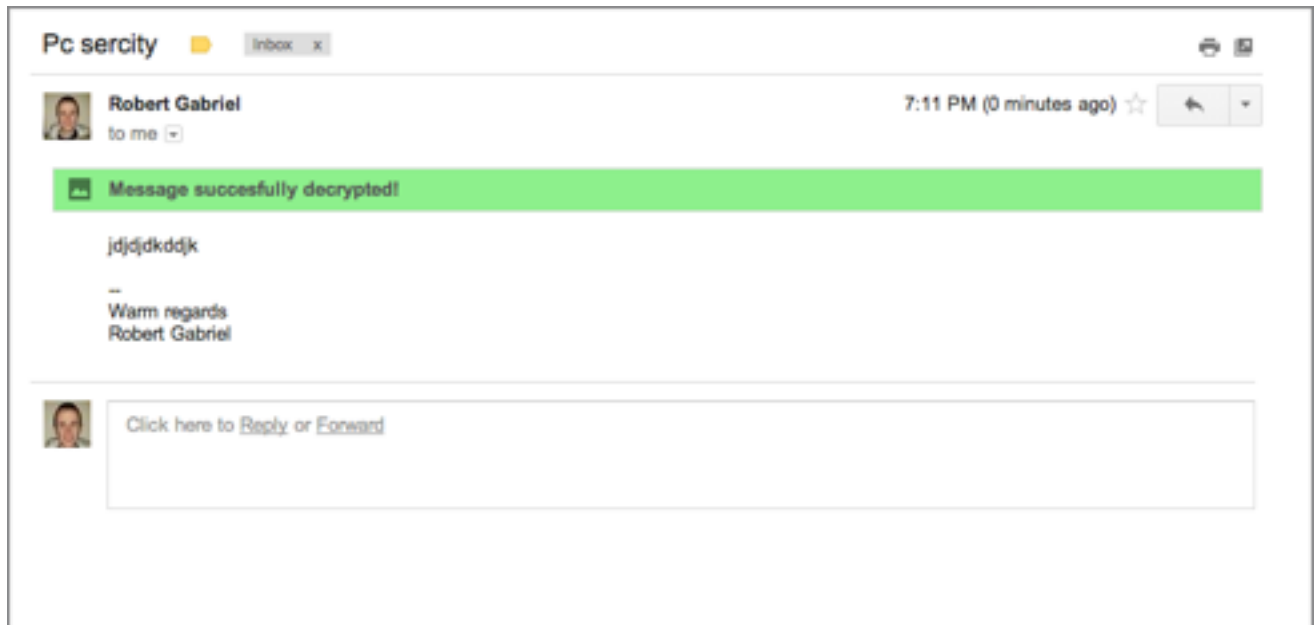 Pc sercity Inbox x
Robert Gabriel 7:11 PM (0 minutes ago)
to me
Message succesfully decrypted!
jdjdjdkddjk
--
Warm regards
Robert Gabriel
Click here to Reply or Forward